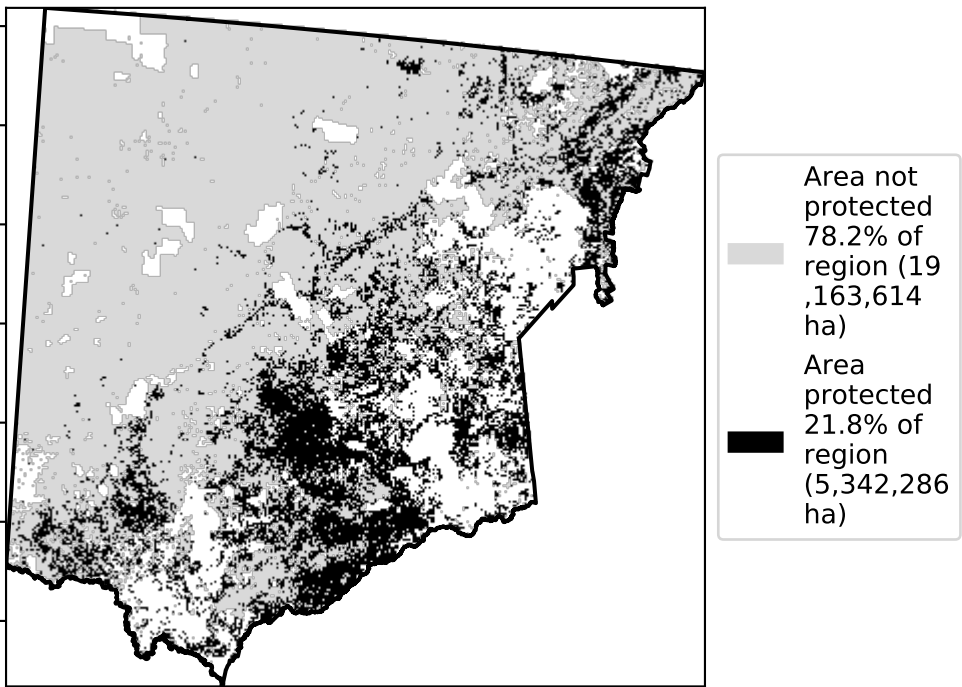 Area not
protected
78.2% of
region (19
,163,614
ha)
Area
protected
21.8% of
region
(5,342,286
ha)